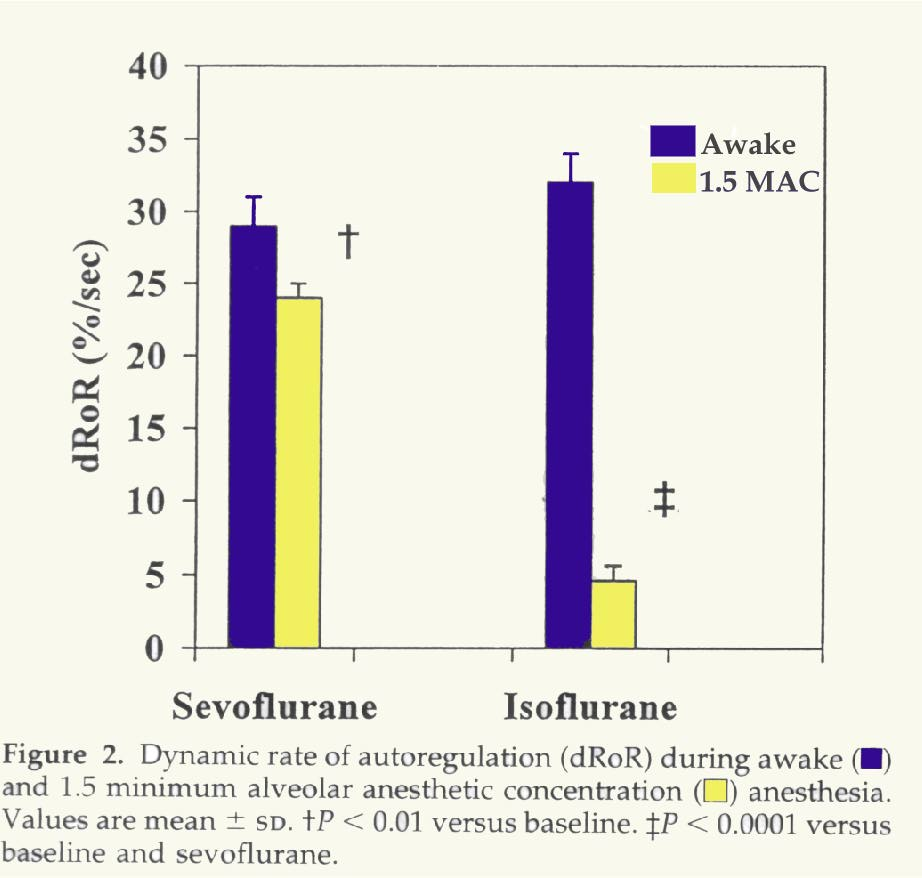 40
35
30
25
20
15
10
5
0
dRoR (%/sec)
Awake
1.5 MAC
†
‡
Sevoflurane
Isoflurane
Figure 2. Dynamic rate of autoregulation (dRoR) during awake (■)
and 1.5 minimum alveolar anesthetic concentration (□) anesthesia.
Values are mean ± SD. †P < 0.01 versus baseline. ‡P < 0.0001 versus
baseline and sevoflurane.